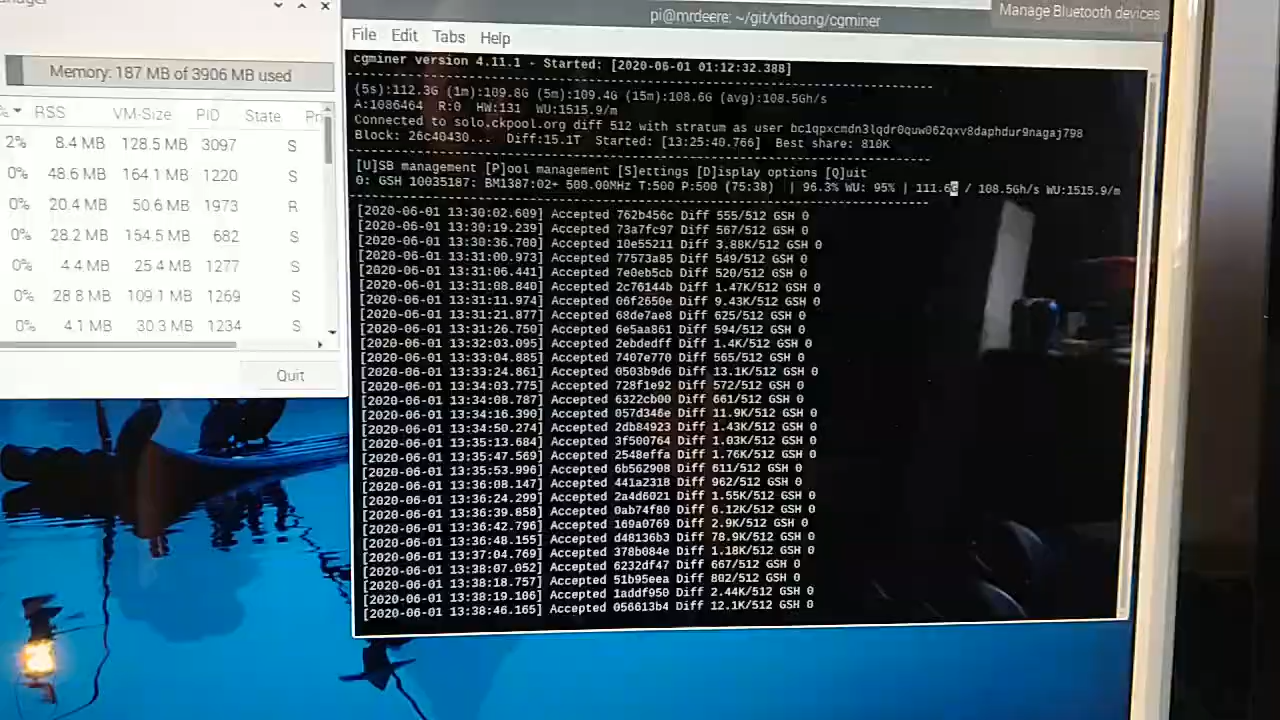 Manage Bluetooth devices
pi@mrdeere: ~/git/vthoang/cgminer
File Edit Tabs Help
Memory: 187 MB of 3906 MB used
RSS VM-Size PID State
2% 8.4 MB 128.5 MB 3097 S
0% 48.6 MB 164.1 MB 1220 S
0% 20.4 MB 50.6 MB 1973 R
0% 28.2 MB 154.5 MB 682 S
0% 4.4 MB 25.4 MB 1277 S
0% 28.8 MB 109.1 MB 1269 S
0% 4.1 MB 30.3 MB 1234 S
Quit
cgminer version 4.11.1 - Started: [2020-06-01 01:12:32.388]
(5s):112.3G (1m):109.8G (5m):109.4G (15m):108.6G (avg):108.5Gh/s
A:1086464 R:0 HW:131 WU:1515.9/m
Connected to solo.ckpool.org diff 512 with stratum as user bc1qpxcmdn3lqdr0quw062qxv8daphdur9nagaj798
Block: 26c40430... Diff:15.1T Started: [13:25:40.766] Best share: 810K
[U]SB management [P]ool management [S]ettings [D]isplay options [Q]uit
0: GSH 10035187: BM1387:02+ 500.00MHz T:500 P:500 (75:38) | 96.3% WU: 95% | 111.6G / 108.5Gh/s WU:1515.9/m
[2020-06-01 13:30:02.609] Accepted 762b456c Diff 555/512 GSH 0
[2020-06-01 13:30:19.239] Accepted 73a7fc97 Diff 567/512 GSH 0
[2020-06-01 13:30:36.700] Accepted 10e55211 Diff 3.88K/512 GSH 0
[2020-06-01 13:31:00.973] Accepted 77573a85 Diff 549/512 GSH 0
[2020-06-01 13:31:06.441] Accepted 7e0eb5cb Diff 520/512 GSH 0
[2020-06-01 13:31:08.840] Accepted 2c76144b Diff 1.47K/512 GSH 0
[2020-06-01 13:31:11.974] Accepted 06f2650e Diff 9.43K/512 GSH 0
[2020-06-01 13:31:21.877] Accepted 68de7ae8 Diff 625/512 GSH 0
[2020-06-01 13:31:26.750] Accepted 6e5aa861 Diff 594/512 GSH 0
[2020-06-01 13:32:03.095] Accepted 2ebdedff Diff 1.4K/512 GSH 0
[2020-06-01 13:33:04.885] Accepted 7407e770 Diff 565/512 GSH 0
[2020-06-01 13:33:24.861] Accepted 0503b9d6 Diff 13.1K/512 GSH 0
[2020-06-01 13:34:03.775] Accepted 728f1e92 Diff 572/512 GSH 0
[2020-06-01 13:34:08.787] Accepted 6322cb00 Diff 661/512 GSH 0
[2020-06-01 13:34:16.390] Accepted 057d346e Diff 11.9K/512 GSH 0
[2020-06-01 13:34:50.274] Accepted 2db84923 Diff 1.43K/512 GSH 0
[2020-06-01 13:35:13.684] Accepted 3f500764 Diff 1.03K/512 GSH 0
[2020-06-01 13:35:47.569] Accepted 2548effa Diff 1.76K/512 GSH 0
[2020-06-01 13:35:53.996] Accepted 6b562908 Diff 611/512 GSH 0
[2020-06-01 13:36:08.147] Accepted 441a2318 Diff 962/512 GSH 0
[2020-06-01 13:36:24.299] Accepted 2a4d6021 Diff 1.55K/512 GSH 0
[2020-06-01 13:36:39.858] Accepted 0ab74f80 Diff 6.12K/512 GSH 0
[2020-06-01 13:36:42.796] Accepted 169a0769 Diff 2.9K/512 GSH 0
[2020-06-01 13:36:48.155] Accepted d48136b3 Diff 78.9K/512 GSH 0
[2020-06-01 13:37:04.769] Accepted 378b084e Diff 1.18K/512 GSH 0
[2020-06-01 13:38:07.052] Accepted 6232df47 Diff 667/512 GSH 0
[2020-06-01 13:38:18.757] Accepted 51b95eea Diff 802/512 GSH 0
[2020-06-01 13:38:19.106] Accepted 1addf950 Diff 2.44K/512 GSH 0
[2020-06-01 13:38:46.165] Accepted 056613b4 Diff 12.1K/512 GSH 0